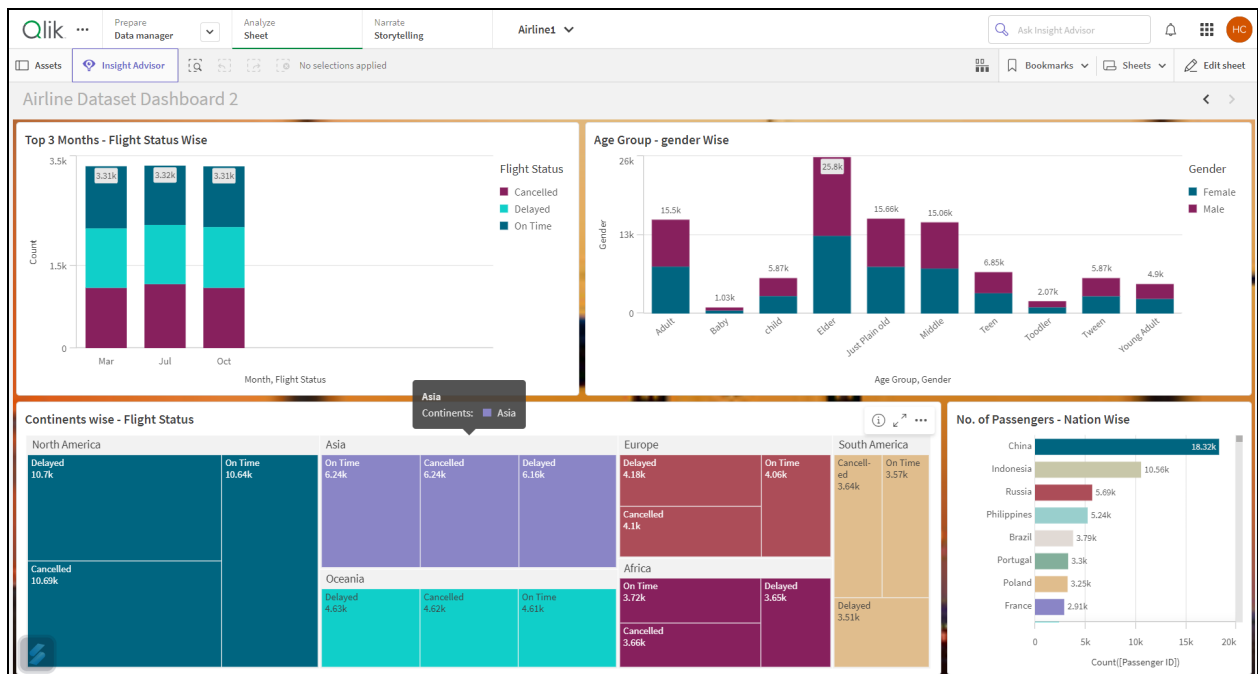 Qlik
Prepare
Data manager
Analyze
Sheet
Narrate
Storytelling
Airline1
Ask Insight Advisor
HC
Assets
Insight Advisor
No selections applied
Bookmarks
Sheets
Edit sheet
Airline Dataset Dashboard 2
Top 3 Months - Flight Status Wise
3.5k
1.5k
0
Count
3.31k
3.32k
3.31k
Mar
Jul
Oct
Month, Flight Status
Flight Status
Cancelled
Delayed
On Time
Age Group - gender Wise
26k
13k
0
Gender
15.5k
1.03k
5.87k
25.8k
15.66k
15.06k
6.85k
2.07k
5.87k
4.9k
Adult
Baby
child
Elder
Just Plain old
Middle
Teen
Toodler
Tween
Young Adult
Age Group, Gender
Gender
Female
Male
Asia
Continents: Asia
Continents wise - Flight Status
North America
Delayed
10.7k
On Time
10.64k
Cancelled
10.69k
Asia
On Time
6.24k
Cancelled
6.24k
Delayed
6.16k
Oceania
Delayed
4.63k
Cancelled
4.62k
On Time
4.61k
Europe
Delayed
4.18k
On Time
4.06k
Cancelled
4.1k
Africa
On Time
3.72k
Delayed
3.65k
Cancelled
3.66k
South America
Cancell-
ed
3.64k
On Time
3.57k
Delayed
3.51k
No. of Passengers - Nation Wise
China 18.32k
Indonesia 10.56k
Russia 5.69k
Philippines 5.24k
Brazil 3.79k
Portugal 3.3k
Poland 3.25k
France 2.91k
0 5k 10k 15k 20k
Count([Passenger ID])